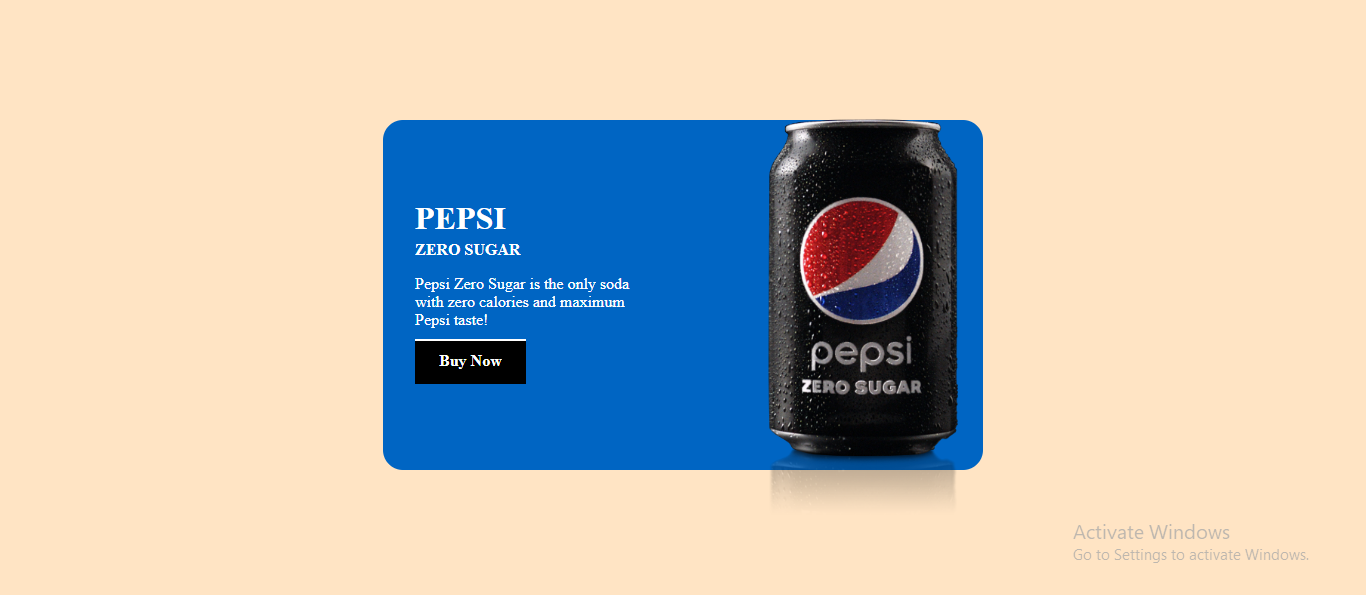 PEPSI
ZERO SUGAR
Pepsi Zero Sugar is the only soda
with zero calories and maximum
Pepsi taste!
Buy Now
pepsi
ZERO SUGAR
Activate Windows
Go to Settings to activate Windows.